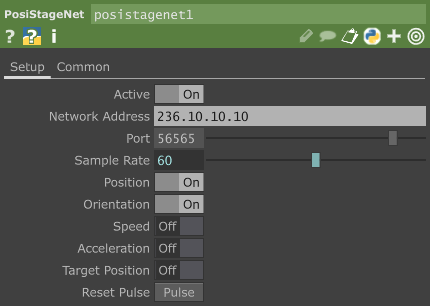 PosiStageNet posistagenet1
? ? i
Setup Common
Active On
Network Address 236.10.10.10
Port 56565
Sample Rate 60
Position On
Orientation On
Speed Off
Acceleration Off
Target Position Off
Reset Pulse Pulse